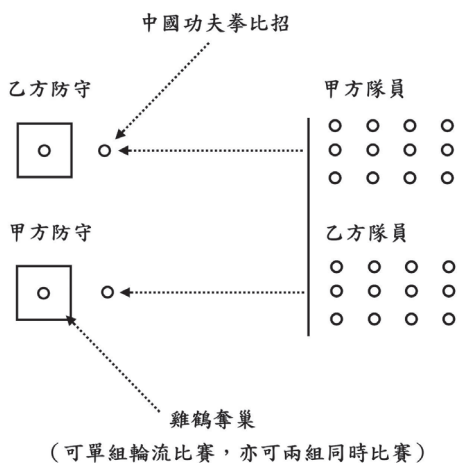 中國功夫拳比招
乙方防守
甲方隊員
甲方防守
乙方隊員
雞鶴奪巢
（可單組輪流比賽，亦可兩組同時比賽）